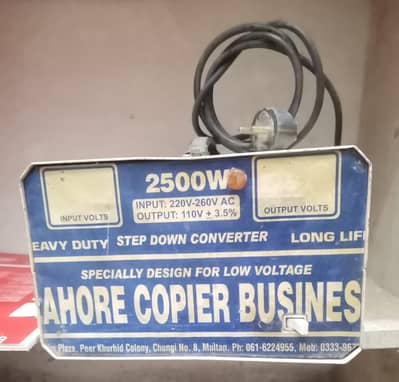 2500W
INPUT: 220V-260V AC
OUTPUT: 110V + 3.5%
INPUT VOLTS
OUTPUT VOLTS
EAVY DUTY STEP DOWN CONVERTER LONG LIF
SPECIALLY DESIGN FOR LOW VOLTAGE
AHORE COPIER BUSINES
Plaza, Peer Khurhid Colony, Chungi No. 8, Multan. Ph: 061-6224955, Mob: 0333-862